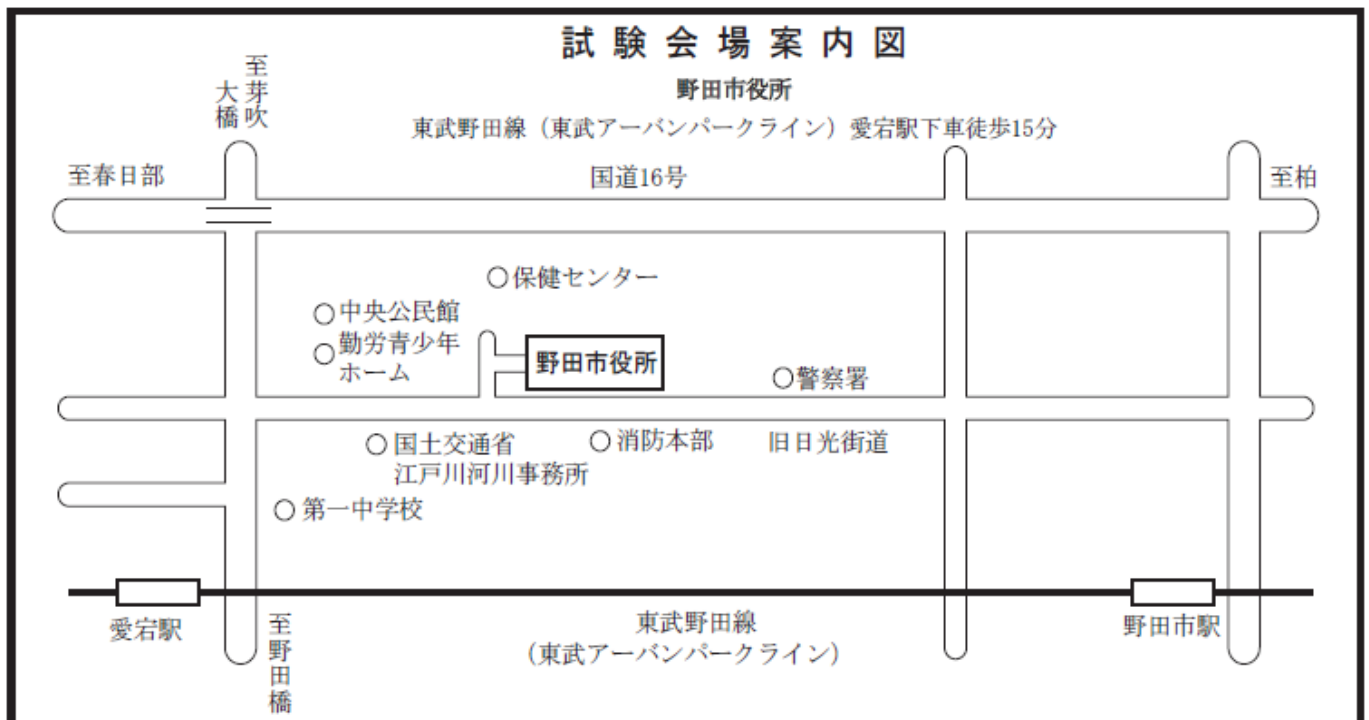 試験会場案内図
野田市役所
東武野田線（東武アーバンパークライン）愛宕駅下車徒歩15分
至芽吹
大橋
至春日部
国道16号
至柏
保健センター
中央公民館
勤労青少年
ホーム
野田市役所
警察署
国土交通省
江戸川河川事務所
消防本部
旧日光街道
第一中学校
愛宕駅
至野田橋
東武野田線
（東武アーバンパークライン）
野田市駅